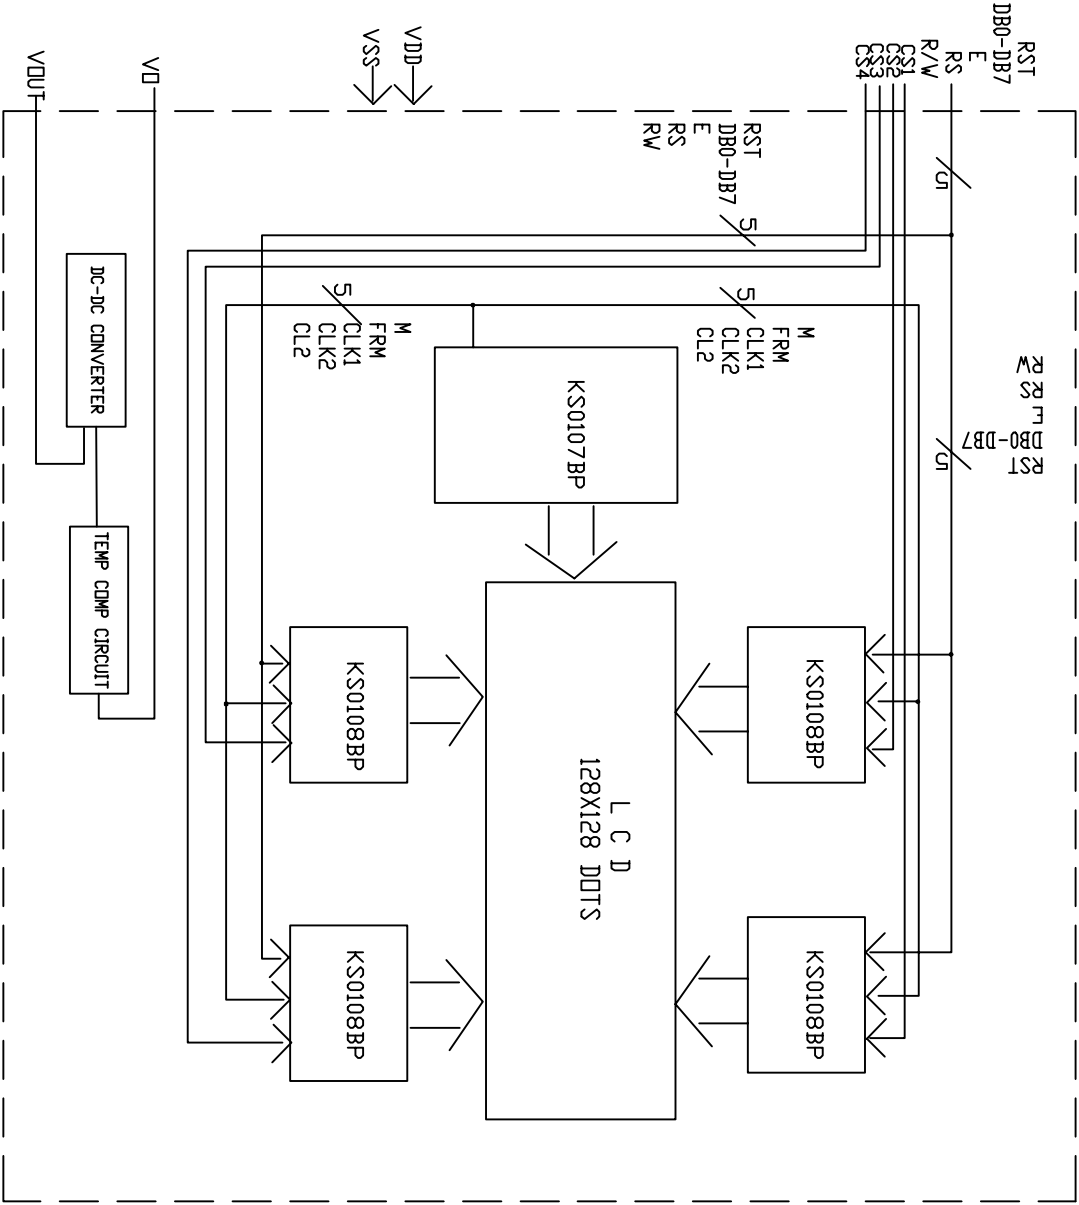 RST
DB0-DB7
E
RS
R/W
CS1
CS2
CS3
CS4
VDD
VSS
VO
VOUT
5
RST
DB0-DB7
E
RS
RW
5
5
M
FRM
CLK1
CLK2
CL2
5
M
FRM
CLK1
CLK2
CL2
RW
RS
E
DB0-DB7
RST
5
DC-DC CONVERTER
TEMP COMP CIRCUIT
KS0107BP
KS0108BP
KS0108BP
L C D
128X128 DOTS
KS0108BP
KS0108BP